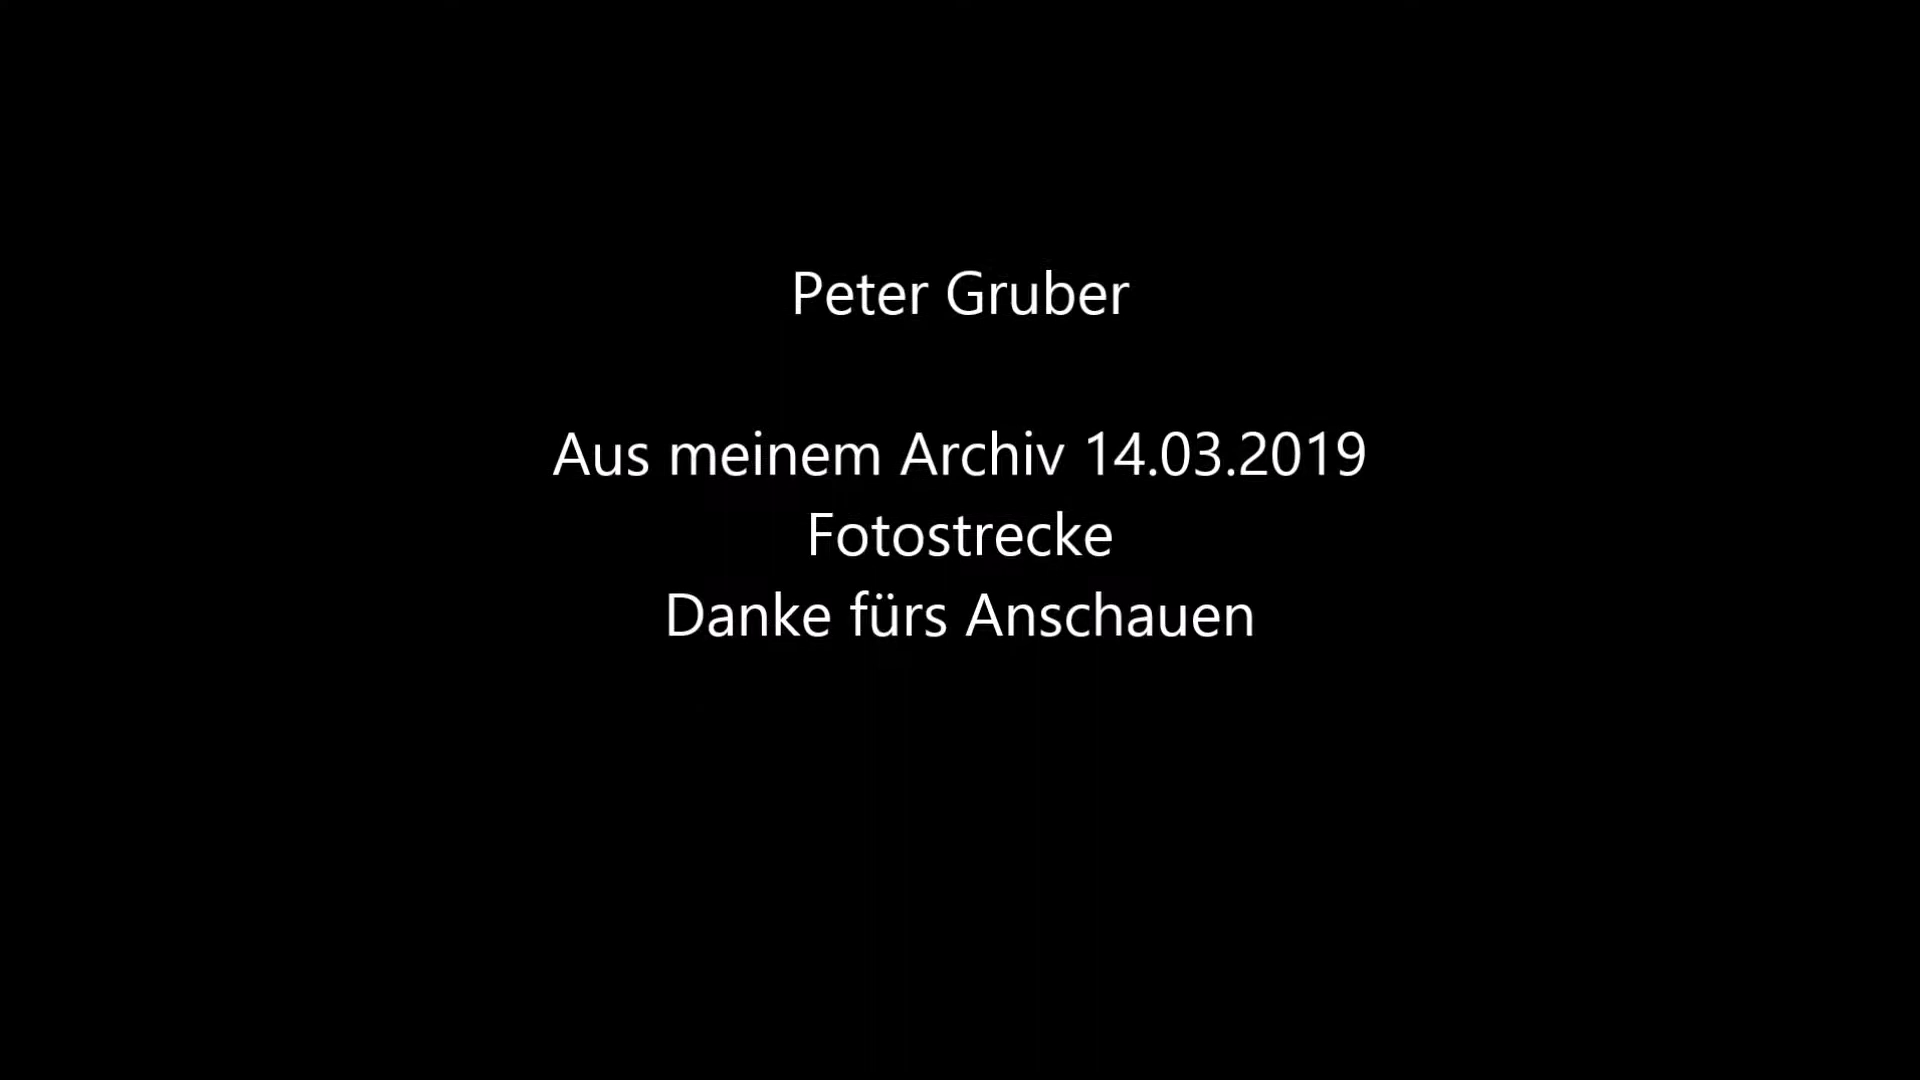 Peter Gruber
Aus meinem Archiv 14.03.2019
Fotostrecke
Danke fürs Anschauen